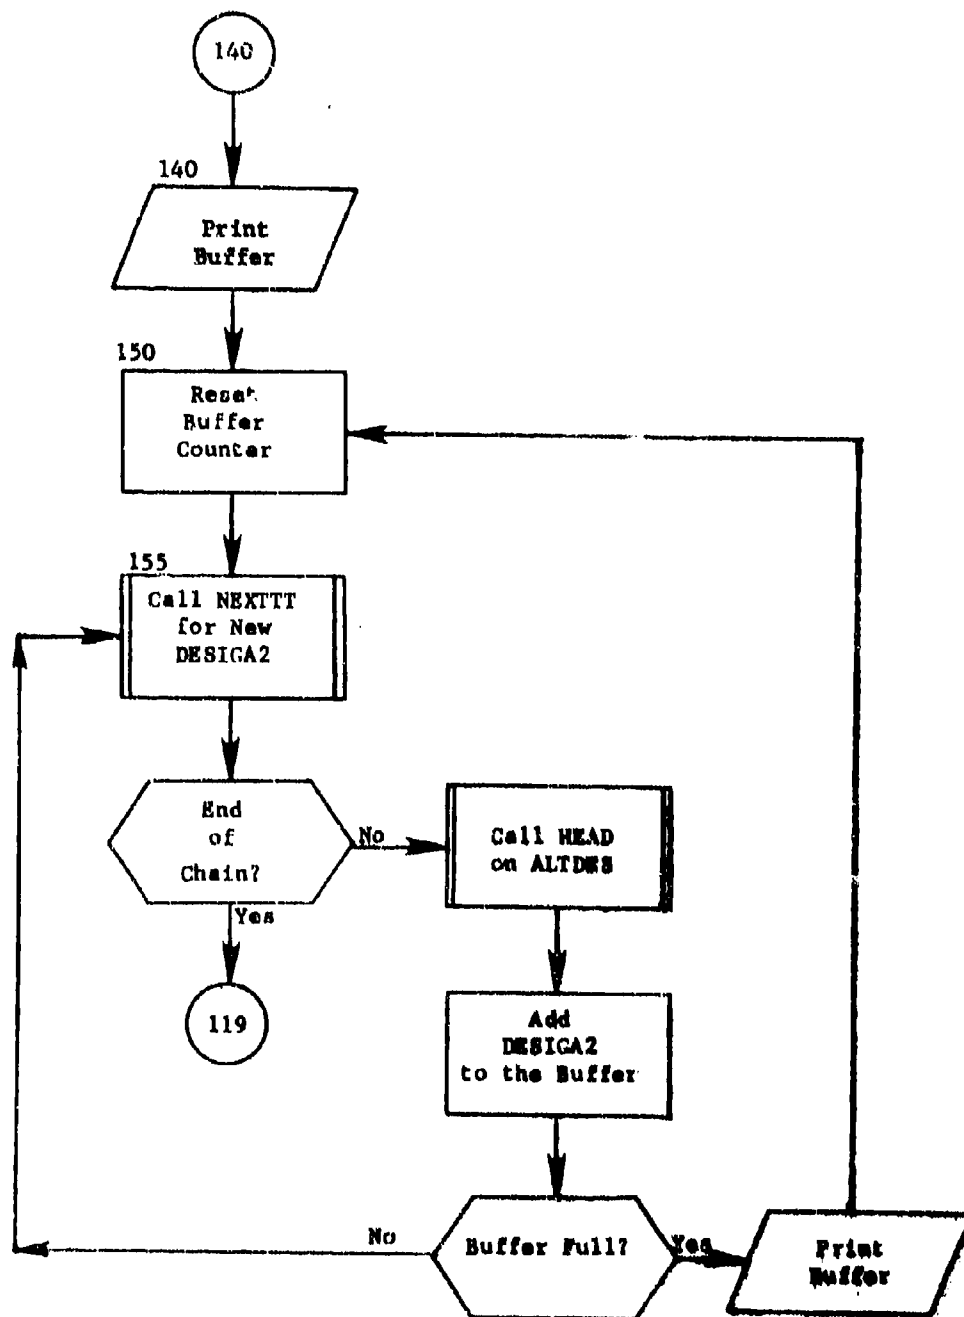 140
140
Print
Buffer
150
Reset
Buffer
Counter
155
Call NEXTTT
for New
DESIGA2
End
of
Chain?
No
Yes
119
Call HEAD
on ALTDES
Add
DESIGA2
to the Buffer
Buffer Full?
No
Yes
Print
Buffer